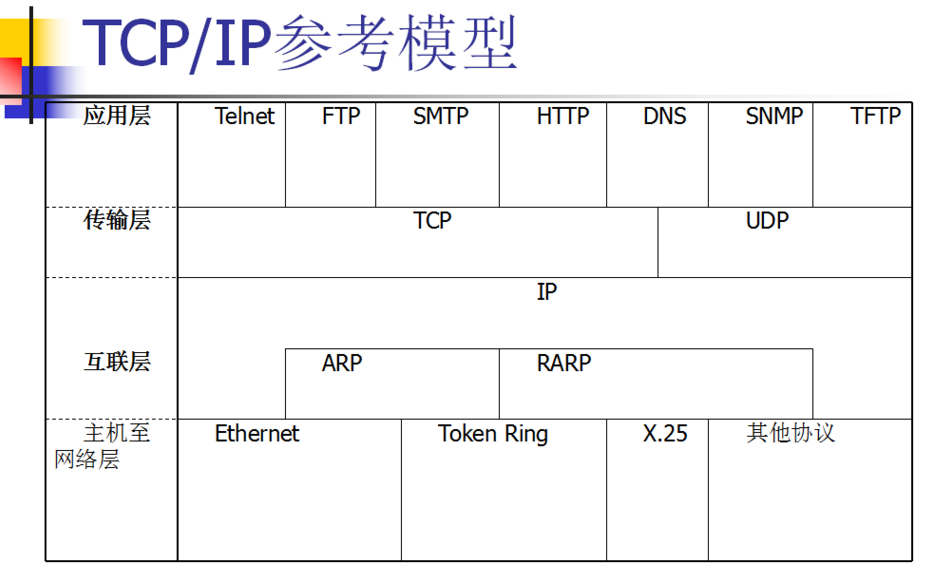 TCP/IP参考模型
应用层 Telnet FTP SMTP HTTP DNS SNMP TFTP
传输层 TCP UDP
IP
互联层 ARP RARP
主机至 Ethernet Token Ring X.25 其他协议
网络层